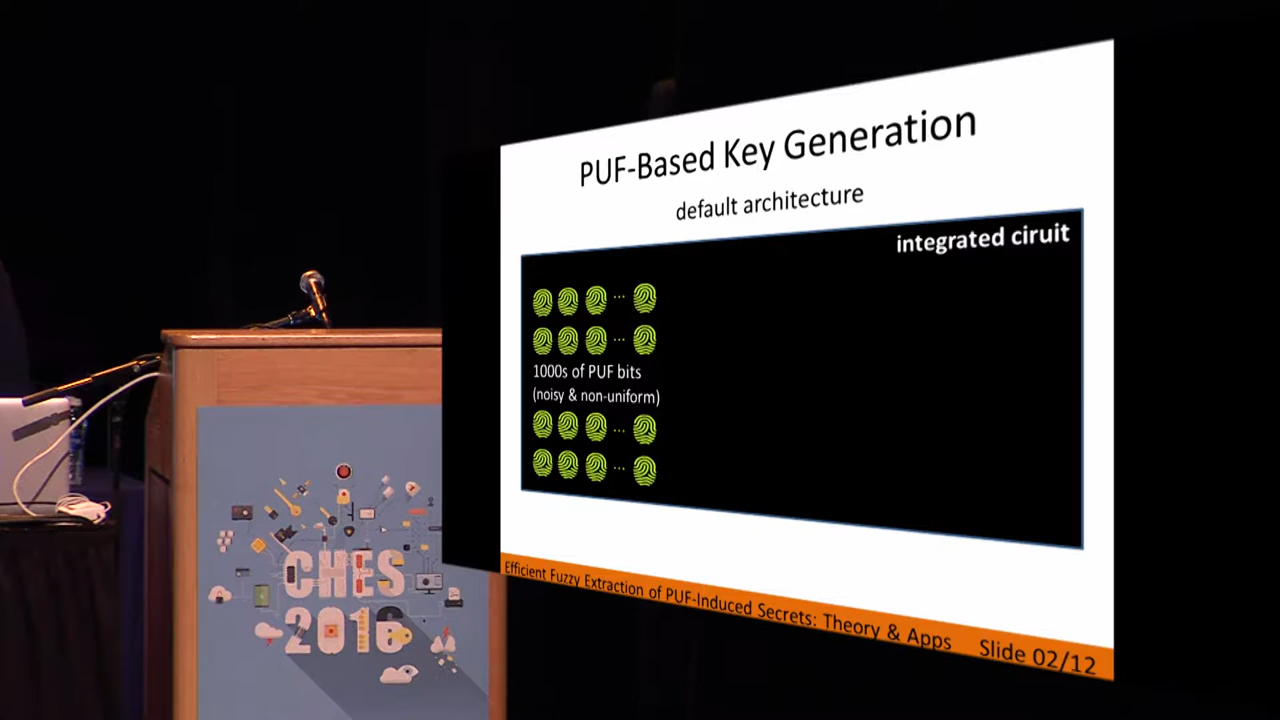 PUF-Based Key Generation
default architecture
integrated ciruit
...
...
1000s of PUF bits
(noisy & non-uniform)
...
...
Efficient Fuzzy Extraction of PUF-Induced Secrets: Theory & Apps Slide 02/12
CHES
2016